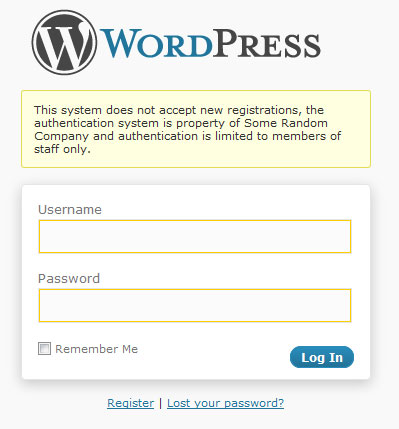 WORDPRESS
This system does not accept new registrations, the
authentication system is property of Some Random
Company and authentication is limited to members of
staff only.
Username
Password
Remember Me
Log In
Register | Lost your password?